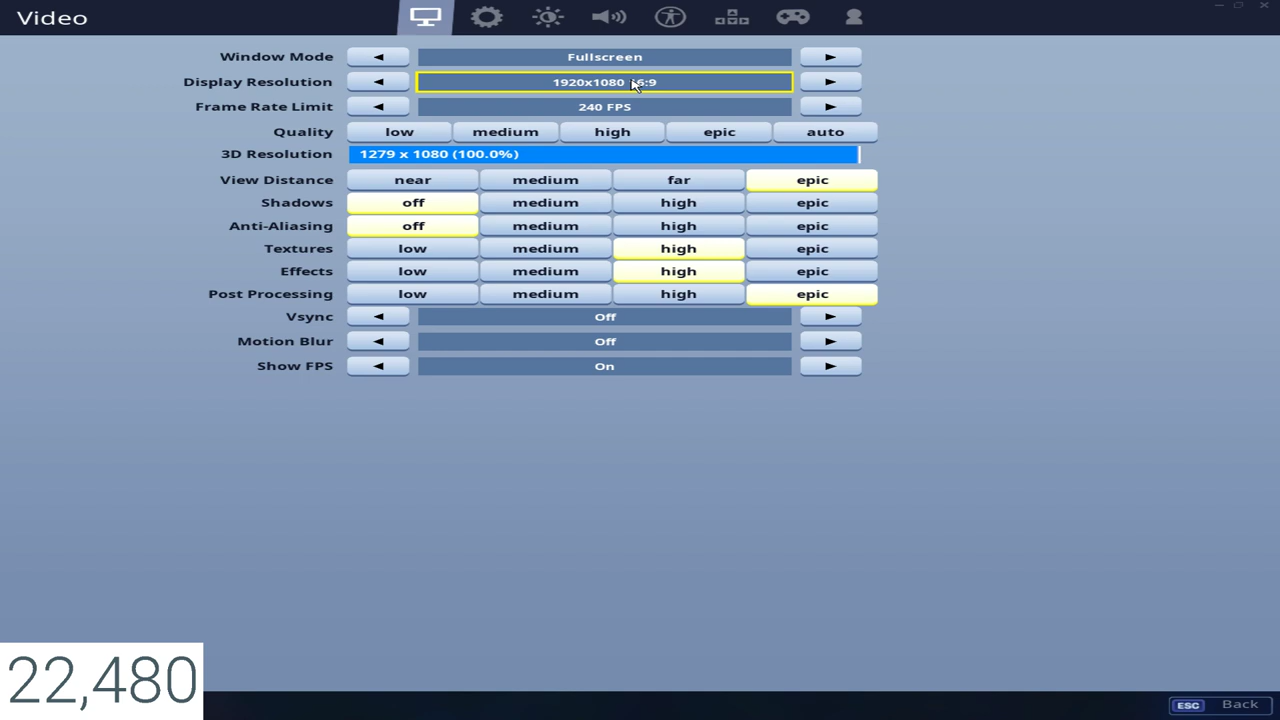 Video
Window Mode ◄ Fullscreen ►
Display Resolution ◄ 1920x1080 16:9 ►
Frame Rate Limit ◄ 240 FPS ►
Quality low medium high epic auto
3D Resolution 1279 x 1080 (100.0%)
View Distance near medium far epic
Shadows off medium high epic
Anti-Aliasing off medium high epic
Textures low medium high epic
Effects low medium high epic
Post Processing low medium high epic
Vsync ◄ Off ►
Motion Blur ◄ Off ►
Show FPS ◄ On ►
22,480
ESC Back